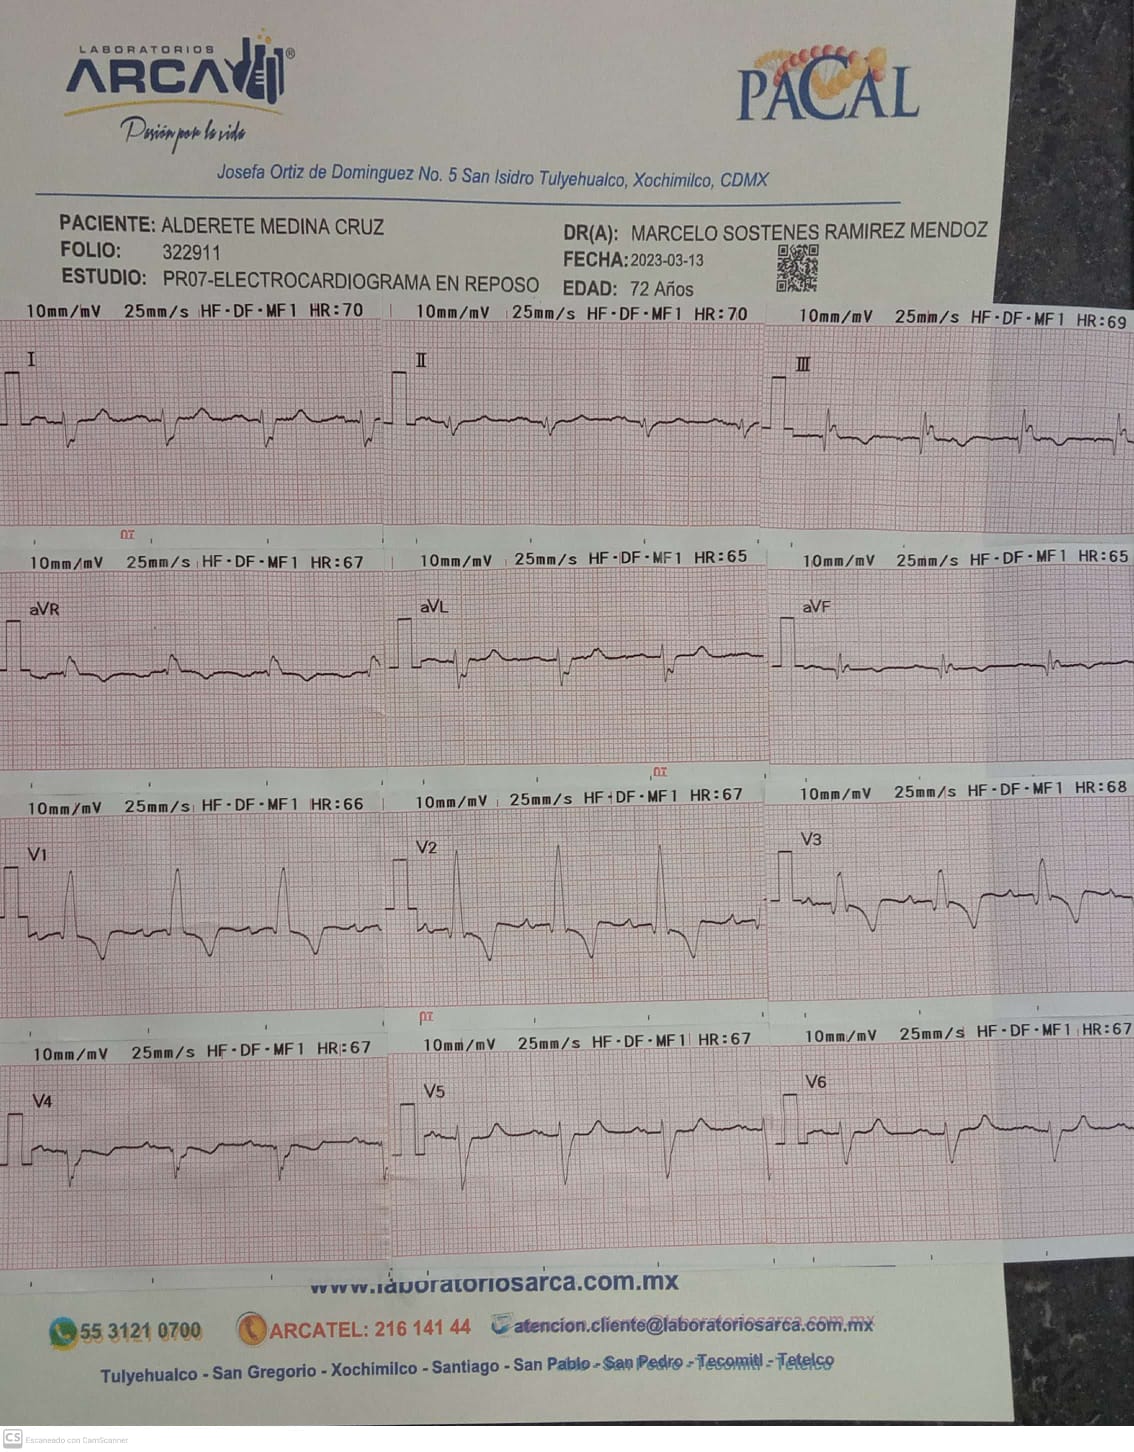 LABORATORIOS
ARCA ®
Pasión por la vida
PACAL
Josefa Ortiz de Dominguez No. 5 San Isidro Tulyehualco, Xochimilco, CDMX
PACIENTE: ALDERETE MEDINA CRUZ
DR(A): MARCELO SOSTENES RAMIREZ MENDOZ
FOLIO: 322911
FECHA: 2023-03-13
ESTUDIO: PR07-ELECTROCARDIOGRAMA EN REPOSO
EDAD: 72 Años
10mm/mV 25mm/s HF-DF-MF1 HR:70
10mm/mV 25mm/s HF-DF-MF1 HR:70
10mm/mV 25mm/s HF-DF-MF1 HR:69
I
II
III
10mm/mV 25mm/s HF-DF-MF1 HR:67
10mm/mV 25mm/s HF-DF-MF1 HR:65
10mm/mV 25mm/s HF-DF-MF1 HR:65
aVR
aVL
aVF
10mm/mV 25mm/s HF-DF-MF1 HR:66
10mm/mV 25mm/s HF-DF-MF1 HR:67
10mm/mV 25mm/s HF-DF-MF1 HR:68
V1
V2
V3
10mm/mV 25mm/s HF-DF-MF1 HR:67
10mm/mV 25mm/s HF-DF-MF1 HR:67
10mm/mV 25mm/s HF-DF-MF1 HR:67
V4
V5
V6
www.laboratoriosarca.com.mx
55 3121 0700 ARCATEL: 216 141 44 atencion.cliente@laboratoriosarca.com.mx
Tulyehualco - San Gregorio - Xochimilco - Santiago - San Pablo - San Pedro - Tecomitl - Tetelco
CS Escaneado con CamScanner